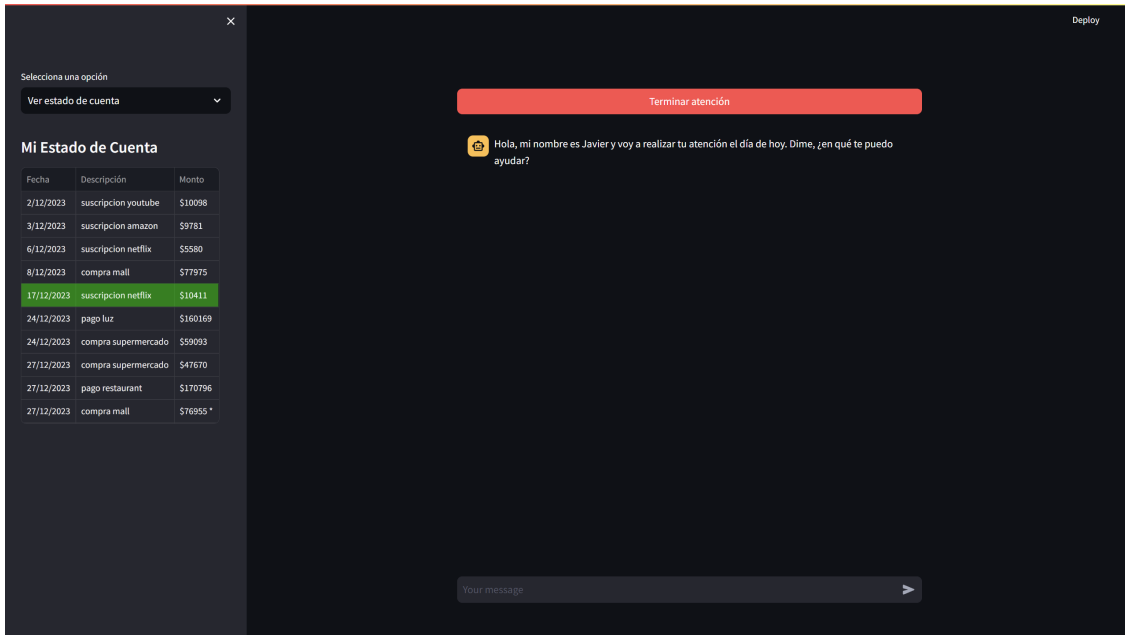 Deploy
Selecciona una opción
Ver estado de cuenta
Mi Estado de Cuenta
Fecha Descripción Monto
2/12/2023 suscripcion youtube $10098
3/12/2023 suscripcion amazon $9781
6/12/2023 suscripcion netflix $5580
8/12/2023 compra mall $77975
17/12/2023 suscripcion netflix $10411
24/12/2023 pago luz $160169
24/12/2023 compra supermercado $59093
27/12/2023 compra supermercado $47670
27/12/2023 pago restaurant $170796
27/12/2023 compra mall $76955 *
Terminar atención
Hola, mi nombre es Javier y voy a realizar tu atención el día de hoy. Dime, ¿en qué te puedo
ayudar?
Your message